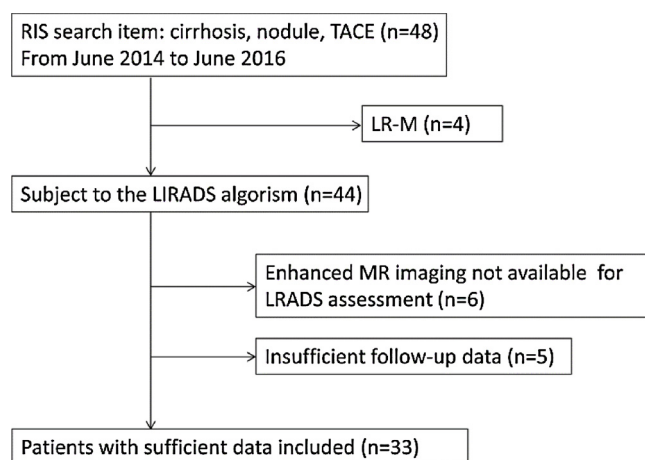 RIS search item: cirrhosis, nodule, TACE (n=48)
From June 2014 to June 2016
LR-M (n=4)
Subject to the LIRADS algorism (n=44)
Enhanced MR imaging not available for
LRADS assessment (n=6)
Insufficient follow-up data (n=5)
Patients with sufficient data included (n=33)